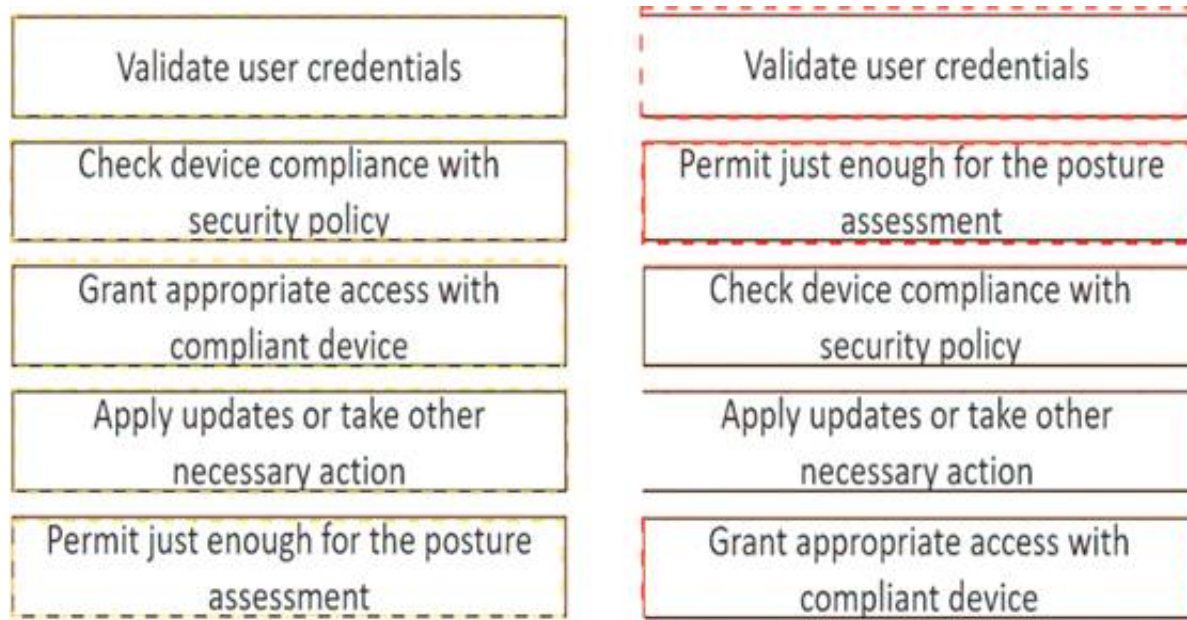 Validate user credentials
Check device compliance with
security policy
Grant appropriate access with
compliant device
Apply updates or take other
necessary action
Permit just enough for the posture
assessment
Validate user credentials
Permit just enough for the posture
assessment
Check device compliance with
security policy
Apply updates or take other
necessary action
Grant appropriate access with
compliant device